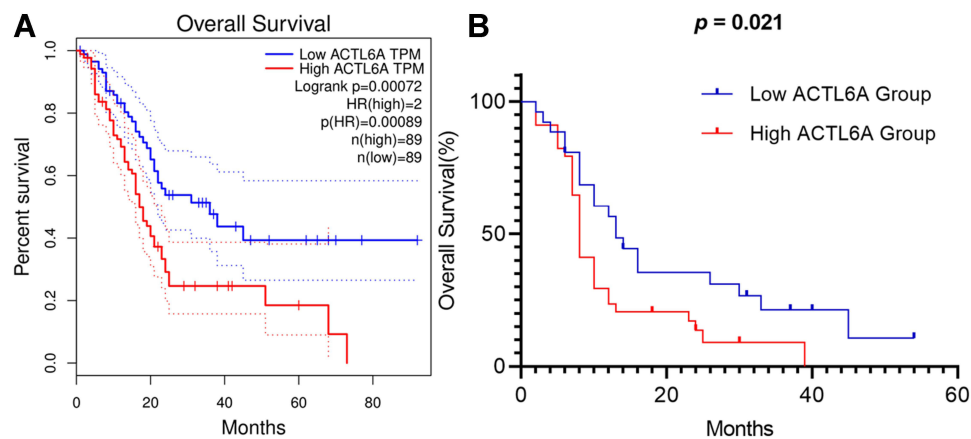 A
Overall Survival
Low ACTL6A TPM
High ACTL6A TPM
Logrank p=0.00072
HR(high)=2
p(HR)=0.00089
n(high)=89
n(low)=89
Percent survival
1.0
0.8
0.6
0.4
0.2
0.0
0
20
40
60
80
Months
B
p = 0.021
Low ACTL6A Group
High ACTL6A Group
Overall Survival(%)
100
50
0
0
20
40
60
Months